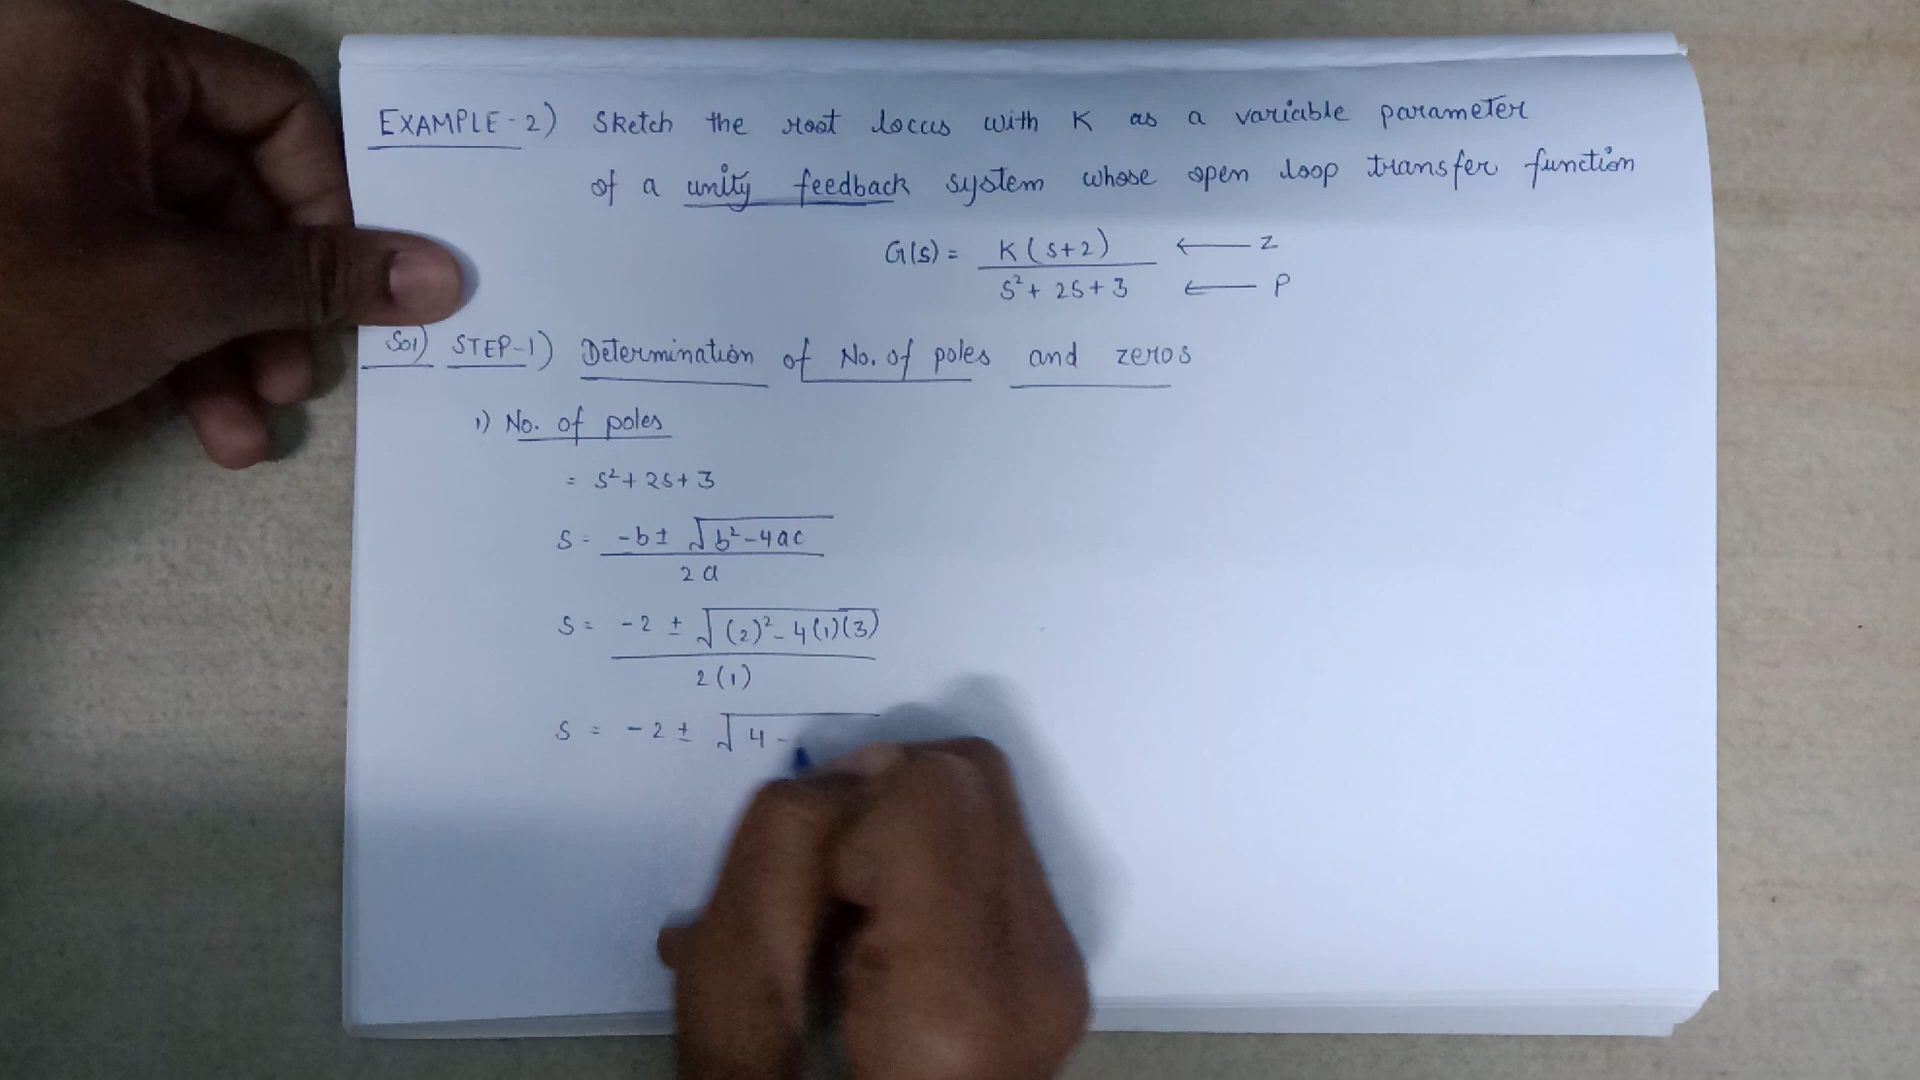 EXAMPLE-2) Sketch the root locus with K as a variable parameter
of a unity feedback system whose open loop transfer function
G(s) = K(s+2) ← Z
s²+2s+3 ← P
Sol) STEP-1) Determination of No. of poles and zeros
1) No. of poles
= s²+2s+3
s = -b ± √b²-4ac
2a
s = -2 ± √(2)²-4(1)(3)
2(1)
s = -2 ± √4-